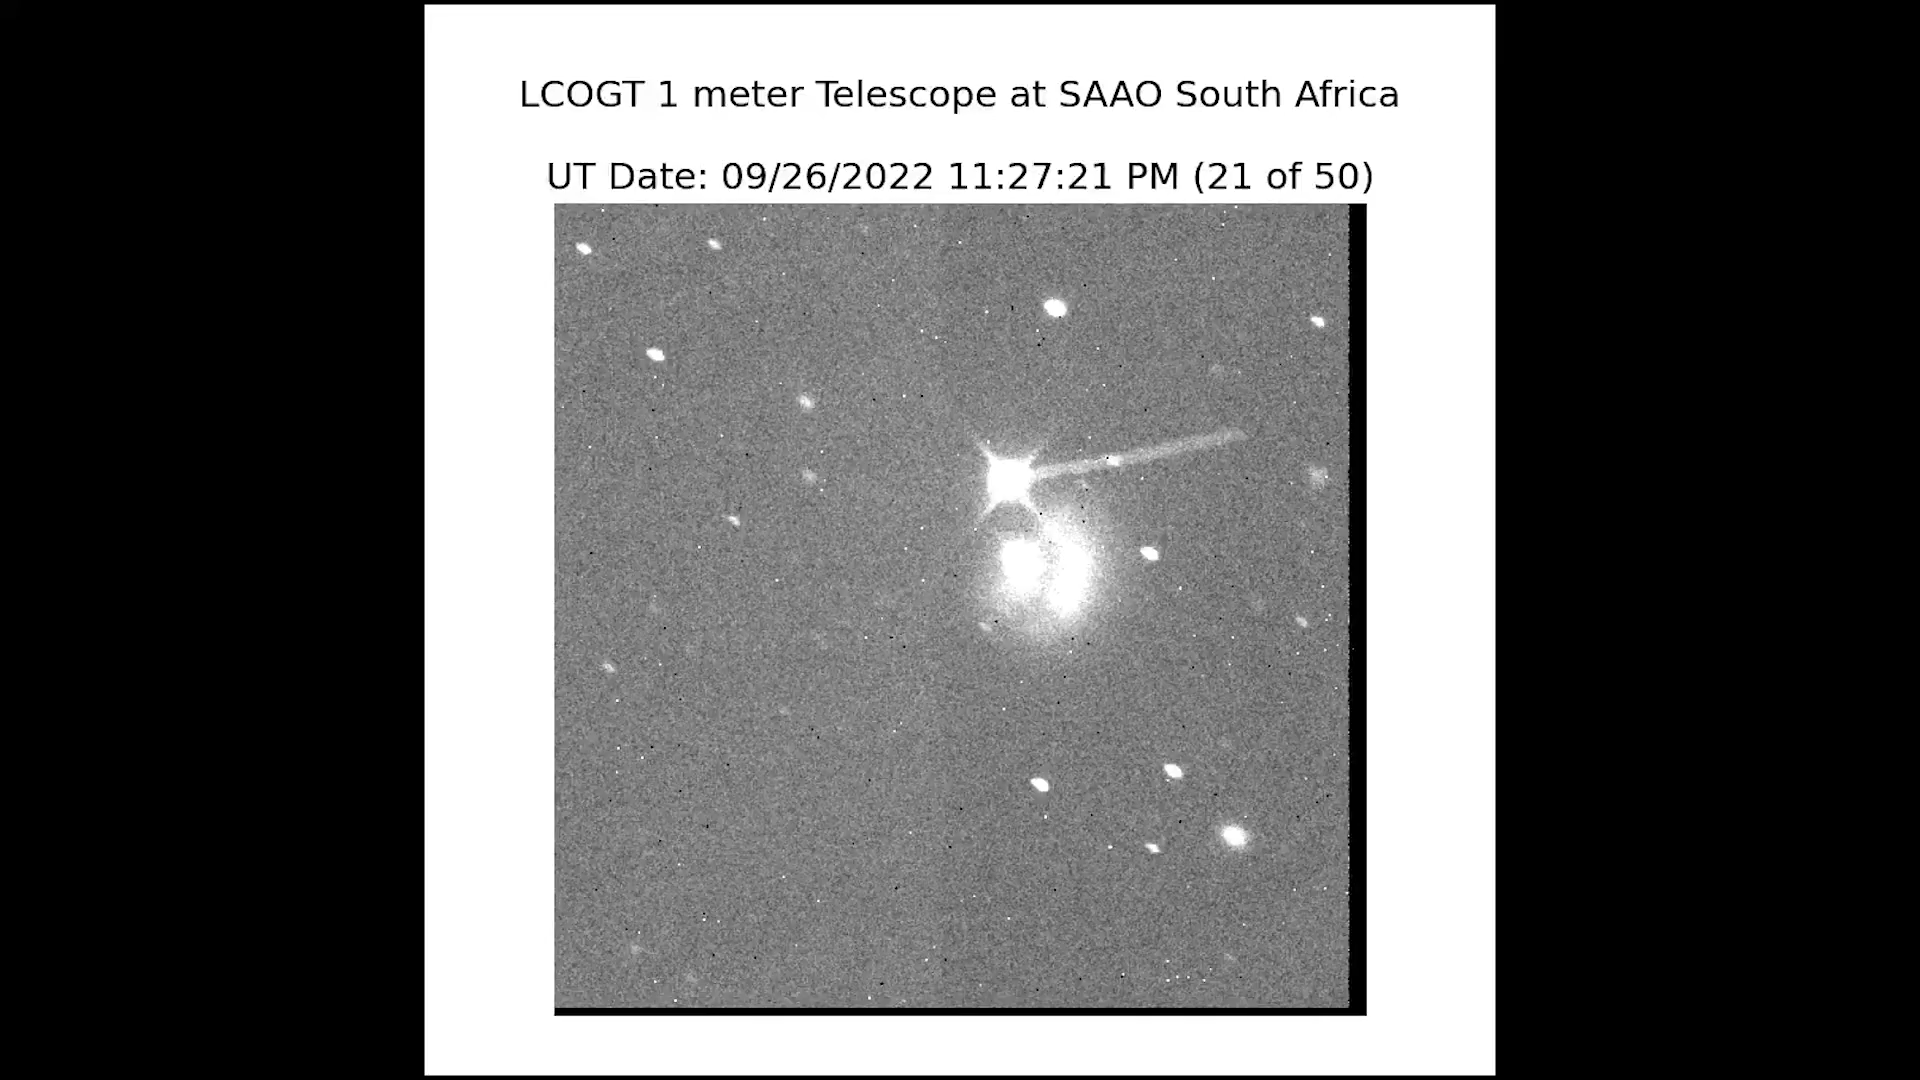 LCOGT 1 meter Telescope at SAAO South Africa
UT Date: 09/26/2022 11:27:21 PM (21 of 50)